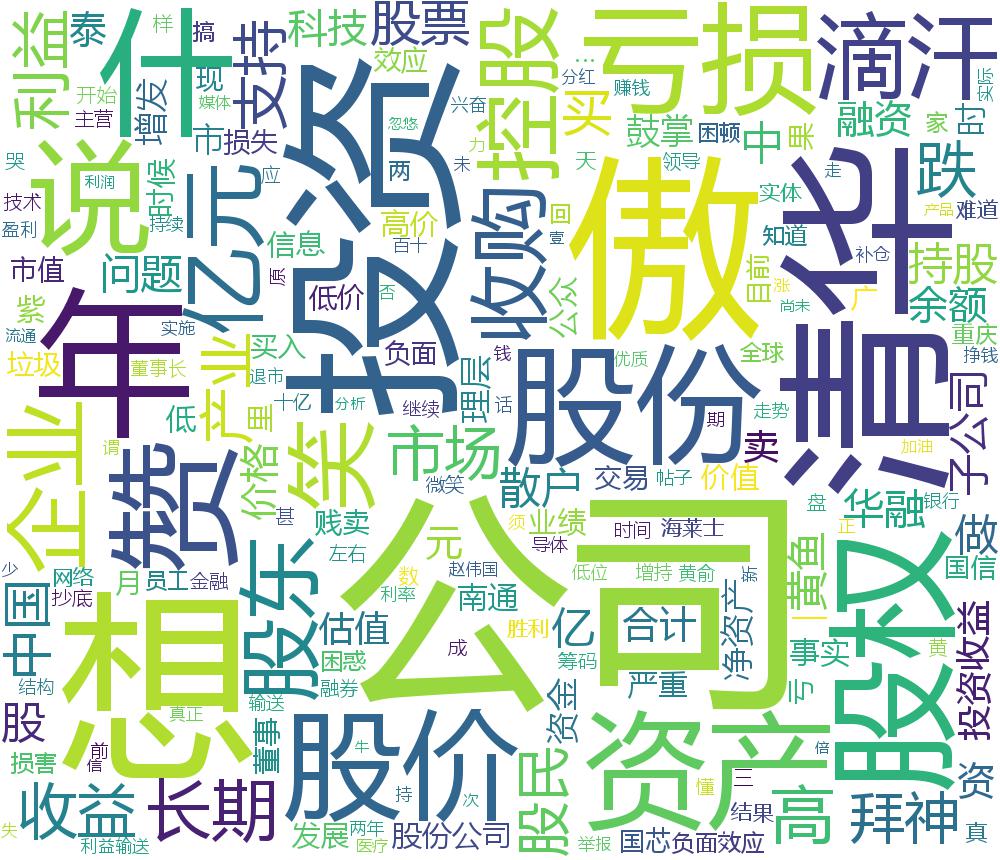 公司
投资
傲
清华
想
年
股份
资产
股权
股价
说
什
亏损
滴汗
赞
笑
亿元
企业
控股
收购
股东
长期
收益
利益
支持
科技
股票
买
融资
跌
持股
余额
子公司
产业
市场
散户
价值
卖
交易
华融
做
国信
高
拜神
股民
资金
亿
合计
估值
南通
元
中国
股
泰
增发
现
市
损失
效应
样
搞
开始
媒体
主营
兴奋
忽悠
分红
赚钱
…
鼓掌
困顿
中
果
时
家
实际
天
领导
力
未
两
应
哭
技术
利润
盈利
持续
时候
信息
高价
百十
回
壹
公众
实体
知道
目前
走
产品
难道
补仓
涨
尚未
广
重庆
挣钱
全球
优质
走势
市值
问题
紫
流通
实施
原
低价
否
负面
钱
垃圾
董事长
买入
退市
低
里
十亿
分析
继续
话
理层
期
加油
谓
价格
微笑
帖子
盘
正
银行
甚
贱卖
须
业绩
时间
海莱士
导体
左右
数
利率
赵伟国
低位
增持
黄俞
新
净资产
黄鱼
事实
黄
投资收益
少
网络
抄底
月
员工
金融
结构
困惑
融券
输送
真正
成
胜利
筹码
严重
亏
倍
损害
前
信
董事
牛
持
次
懂
三
结果
资
真
失
利益输送
发展
两年
医疗
股份公司
举报
国芯
负面效应